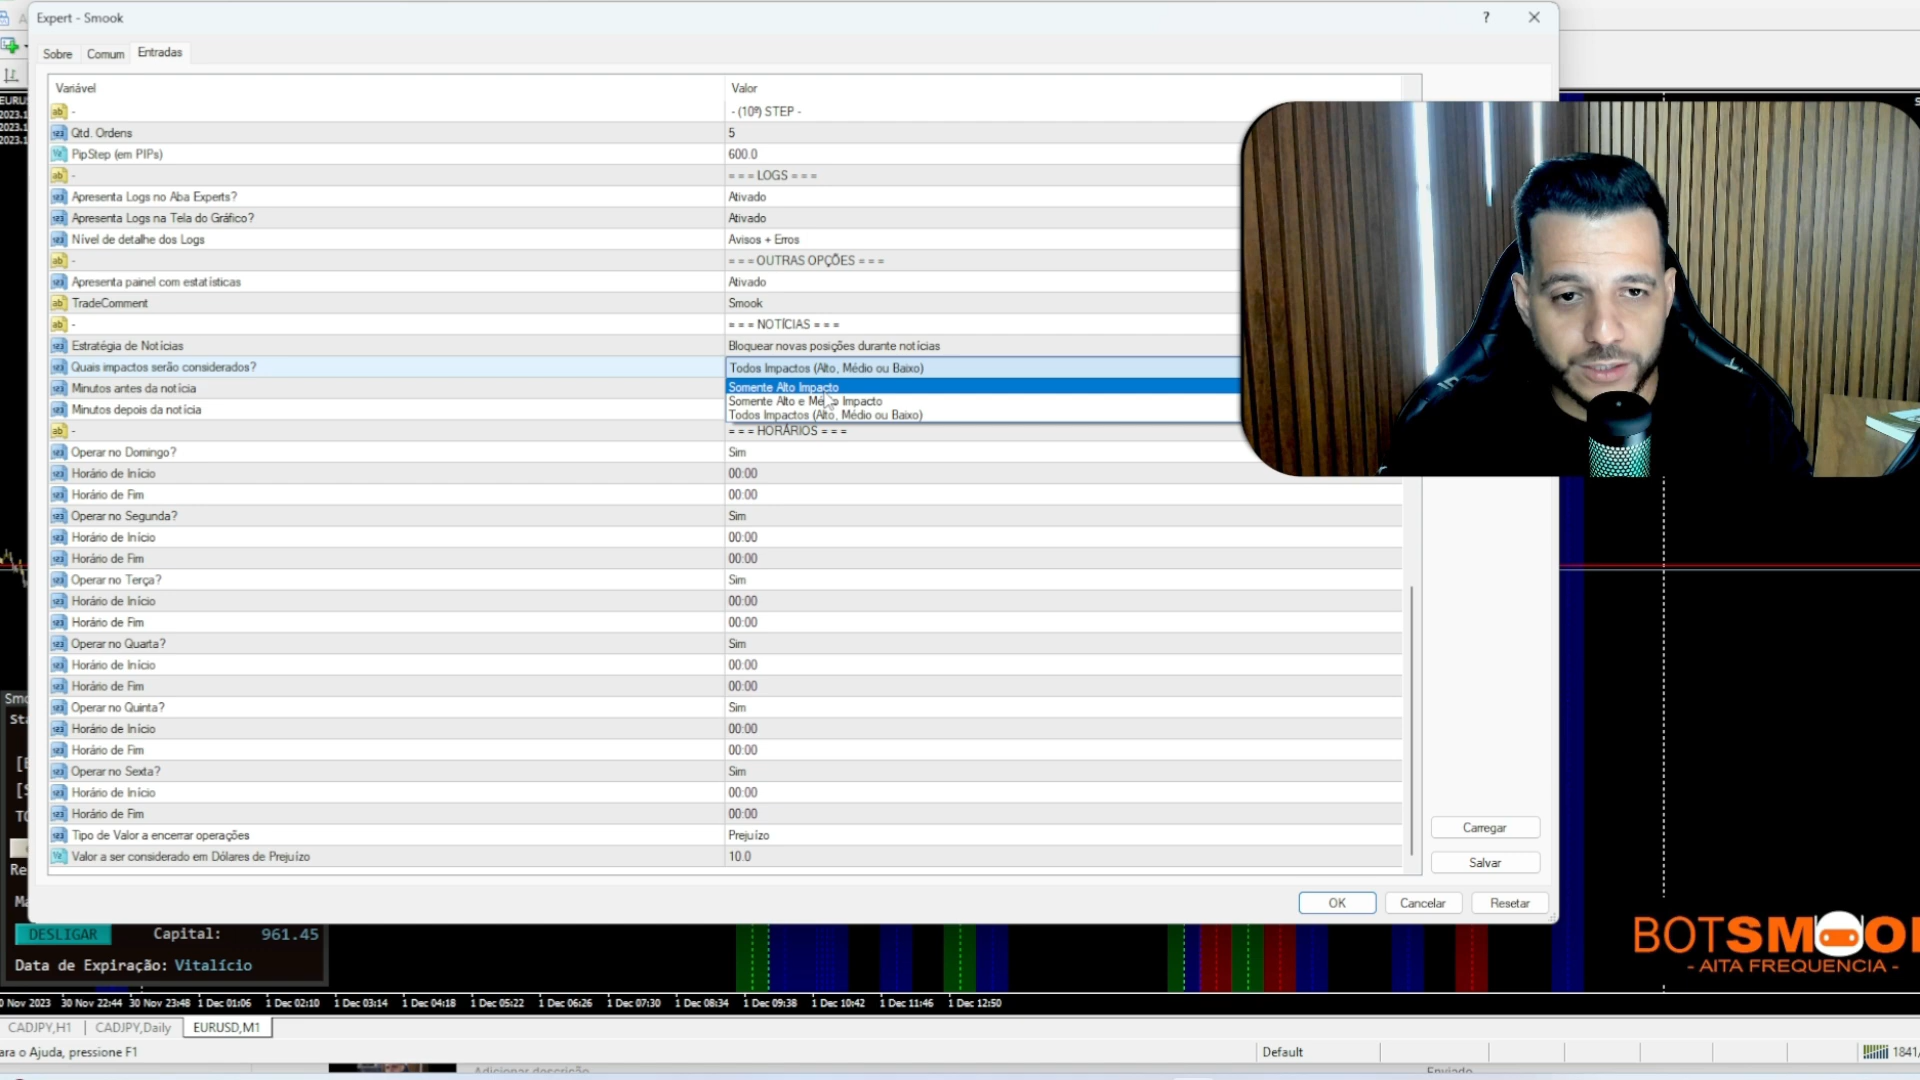 Expert - Smook
?
Sobre
Comum
Entradas
Variável
Valor
-
- (10º) STEP -
Qtd. Ordens
5
PipStep (em PIPs)
600.0
-
= = = LOGS = = =
Apresenta Logs no Aba Experts?
Ativado
Apresenta Logs na Tela do Gráfico?
Ativado
Nível de detalhe dos Logs
Avisos + Erros
-
= = = OUTRAS OPÇÕES = = =
Apresenta painel com estatísticas
Ativado
TradeComment
Smook
-
= = = NOTÍCIAS = = =
Estratégia de Notícias
Bloquear novas posições durante notícias
Quais impactos serão considerados?
Todos Impactos (Alto, Médio ou Baixo)
Minutos antes da notícia
Somente Alto Impacto
Somente Alto e Médio Impacto
Minutos depois da notícia
Todos Impactos (Alto, Médio ou Baixo)
-
= = = HORÁRIOS = = =
Operar no Domingo?
Sim
Horário de Início
00:00
Horário de Fim
00:00
Operar no Segunda?
Sim
Horário de Início
00:00
Horário de Fim
00:00
Operar no Terça?
Sim
Horário de Início
00:00
Horário de Fim
00:00
Operar no Quarta?
Sim
Horário de Início
00:00
Horário de Fim
00:00
Operar no Quinta?
Sim
Horário de Início
00:00
Horário de Fim
00:00
Operar no Sexta?
Sim
Horário de Início
00:00
Horário de Fim
00:00
Tipo de Valor a encerrar operações
Prejuízo
Valor a ser considerado em Dólares de Prejuízo
10.0
Carregar
Salvar
OK
Cancelar
Resetar
DESLIGAR
Capital:
961.45
Data de Expiração: Vitalício
BOTSMOO
- AITA FREQUENCIA -
Nov 2023
30 Nov 22:44
30 Nov 23:48
1 Dec 01:06
1 Dec 02:10
1 Dec 03:14
1 Dec 04:18
1 Dec 05:22
1 Dec 06:26
1 Dec 07:30
1 Dec 08:34
1 Dec 09:38
1 Dec 10:42
1 Dec 11:46
1 Dec 12:50
CADJPY,H1
CADJPY,Daily
EURUSD,M1
ara o Ajuda, pressione F1
Default
1841/